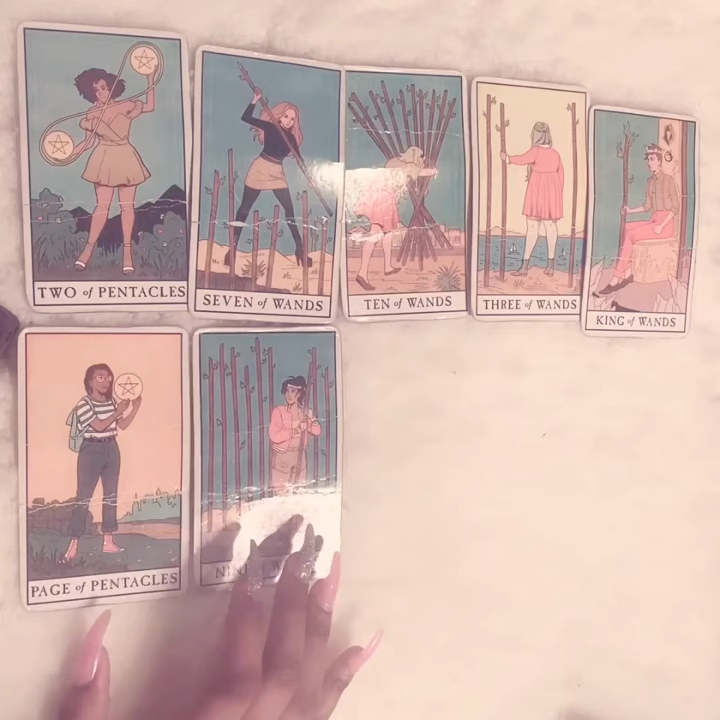 TWO of PENTACLES
SEVEN of WANDS
TEN of WANDS
THREE of WANDS
KING of WANDS
PAGE of PENTACLES